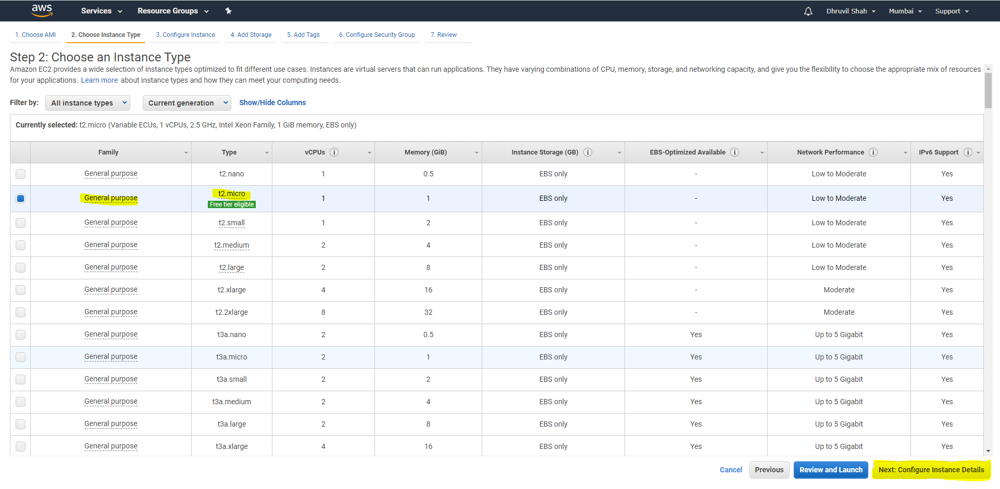 aws Services Resource Groups Dhruvil Shah Mumbai Support
1. Choose AMI 2. Choose Instance Type 3. Configure Instance 4. Add Storage 5. Add Tags 6. Configure Security Group 7. Review
Step 2: Choose an Instance Type
Amazon EC2 provides a wide selection of instance types optimized to fit different use cases. Instances are virtual servers that can run applications. They have varying combinations of CPU, memory, storage, and networking capacity, and give you the flexibility to choose the appropriate mix of resources
for your applications. Learn more about instance types and how they can meet your computing needs.
Filter by: All instance types Current generation Show/Hide Columns
Currently selected: t2.micro (Variable ECUs, 1 vCPUs, 2.5 GHz, Intel Xeon Family, 1 GiB memory, EBS only)
Family Type vCPUs i Memory (GiB) Instance Storage (GB) i EBS-Optimized Available i Network Performance i IPv6 Support i
General purpose t2.nano 1 0.5 EBS only - Low to Moderate Yes
General purpose t2.micro 1 1 EBS only - Low to Moderate Yes
Free tier eligible
General purpose t2.small 1 2 EBS only - Low to Moderate Yes
General purpose t2.medium 2 4 EBS only - Low to Moderate Yes
General purpose t2.large 2 8 EBS only - Low to Moderate Yes
General purpose t2.xlarge 4 16 EBS only - Moderate Yes
General purpose t2.2xlarge 8 32 EBS only - Moderate Yes
General purpose t3a.nano 2 0.5 EBS only Yes Up to 5 Gigabit Yes
General purpose t3a.micro 2 1 EBS only Yes Up to 5 Gigabit Yes
General purpose t3a.small 2 2 EBS only Yes Up to 5 Gigabit Yes
General purpose t3a.medium 2 4 EBS only Yes Up to 5 Gigabit Yes
General purpose t3a.large 2 8 EBS only Yes Up to 5 Gigabit Yes
General purpose t3a.xlarge 4 16 EBS only Yes Up to 5 Gigabit Yes
Cancel Previous Review and Launch Next: Configure Instance Details